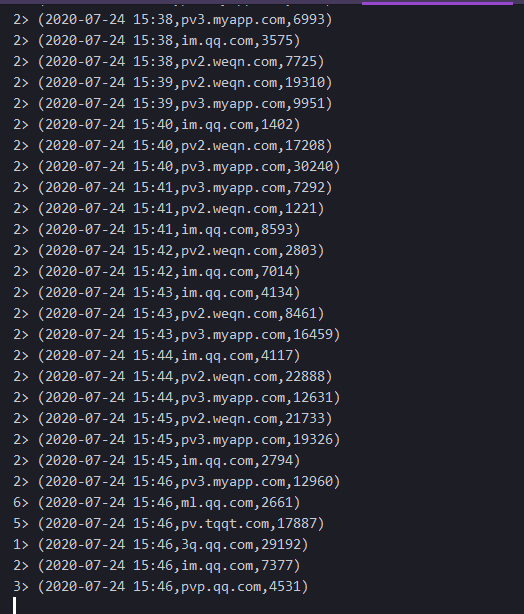 2> (2020-07-24 15:38,pv3.myapp.com,6993)
2> (2020-07-24 15:38,im.qq.com,3575)
2> (2020-07-24 15:38,pv2.weqn.com,7725)
2> (2020-07-24 15:39,pv2.weqn.com,19310)
2> (2020-07-24 15:39,pv3.myapp.com,9951)
2> (2020-07-24 15:40,im.qq.com,1402)
2> (2020-07-24 15:40,pv2.weqn.com,17208)
2> (2020-07-24 15:40,pv3.myapp.com,30240)
2> (2020-07-24 15:41,pv3.myapp.com,7292)
2> (2020-07-24 15:41,pv2.weqn.com,1221)
2> (2020-07-24 15:41,im.qq.com,8593)
2> (2020-07-24 15:42,pv2.weqn.com,2803)
2> (2020-07-24 15:42,im.qq.com,7014)
2> (2020-07-24 15:43,im.qq.com,4134)
2> (2020-07-24 15:43,pv2.weqn.com,8461)
2> (2020-07-24 15:43,pv3.myapp.com,16459)
2> (2020-07-24 15:44,im.qq.com,4117)
2> (2020-07-24 15:44,pv2.weqn.com,22888)
2> (2020-07-24 15:44,pv3.myapp.com,12631)
2> (2020-07-24 15:45,pv2.weqn.com,21733)
2> (2020-07-24 15:45,pv3.myapp.com,19326)
2> (2020-07-24 15:45,im.qq.com,2794)
2> (2020-07-24 15:46,pv3.myapp.com,12960)
6> (2020-07-24 15:46,ml.qq.com,2661)
5> (2020-07-24 15:46,pv.tqqt.com,17887)
1> (2020-07-24 15:46,3q.qq.com,29192)
2> (2020-07-24 15:46,im.qq.com,7377)
3> (2020-07-24 15:46,pvp.qq.com,4531)